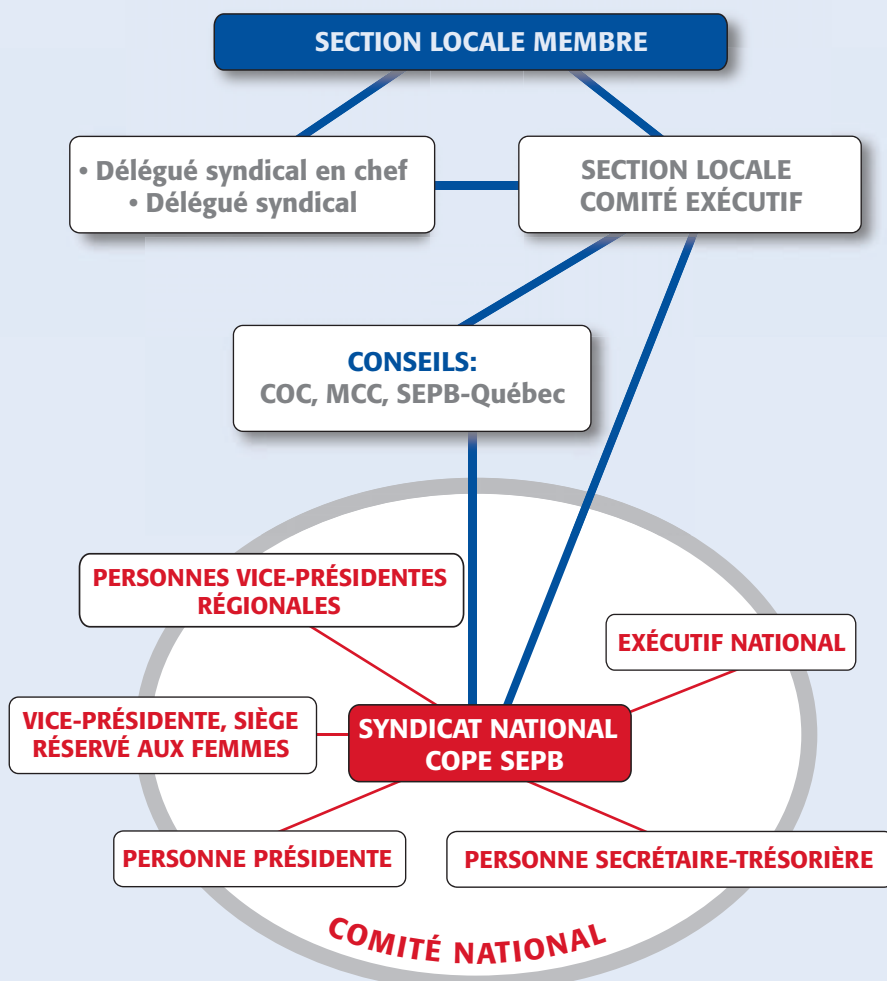 SECTION LOCALE MEMBRE
• Délégué syndical en chef
• Délégué syndical
SECTION LOCALE
COMITÉ EXÉCUTIF
CONSEILS:
COC, MCC, SEPB-Québec
PERSONNES VICE-PRÉSIDENTES
RÉGIONALES
EXÉCUTIF NATIONAL
VICE-PRÉSIDENTE, SIÈGE
RÉSERVÉ AUX FEMMES
SYNDICAT NATIONAL
COPE SEPB
PERSONNE PRÉSIDENTE
PERSONNE SECRÉTAIRE-TRÉSORIÈRE
COMITÉ NATIONAL